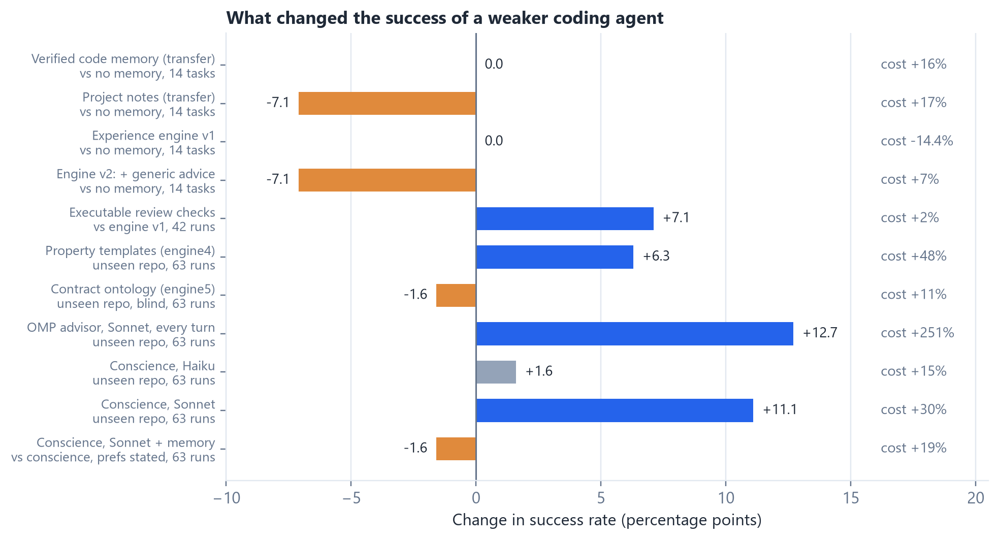 What changed the success of a weaker coding agent
Verified code memory (transfer)
vs no memory, 14 tasks
0.0
cost +16%
Project notes (transfer)
vs no memory, 14 tasks
-7.1
cost +17%
Experience engine v1
vs no memory, 14 tasks
0.0
cost -14.4%
Engine v2: + generic advice
vs no memory, 14 tasks
-7.1
cost +7%
Executable review checks
vs engine v1, 42 runs
+7.1
cost +2%
Property templates (engine4)
unseen repo, 63 runs
+6.3
cost +48%
Contract ontology (engine5)
unseen repo, blind, 63 runs
-1.6
cost +11%
OMP advisor, Sonnet, every turn
unseen repo, 63 runs
+12.7
cost +251%
Conscience, Haiku
unseen repo, 63 runs
+1.6
cost +15%
Conscience, Sonnet
unseen repo, 63 runs
+11.1
cost +30%
Conscience, Sonnet + memory
vs conscience, prefs stated, 63 runs
-1.6
cost +19%
−10 −5 0 5 10 15 20
Change in success rate (percentage points)